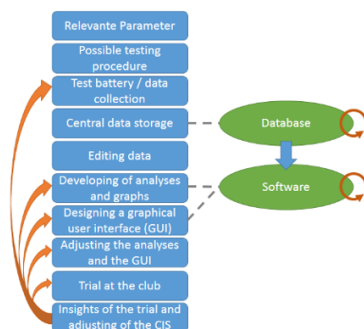 Relevante Parameter
Possible testing
procedure
Test battery / data
collection
Central data storage
Database
Editing data
Developing of analyses
and graphs
Software
Designing a graphical
user interface (GUI)
Adjusting the analyses
and the GUI
Trial at the club
Insights of the trial and
adjusting of the CIS